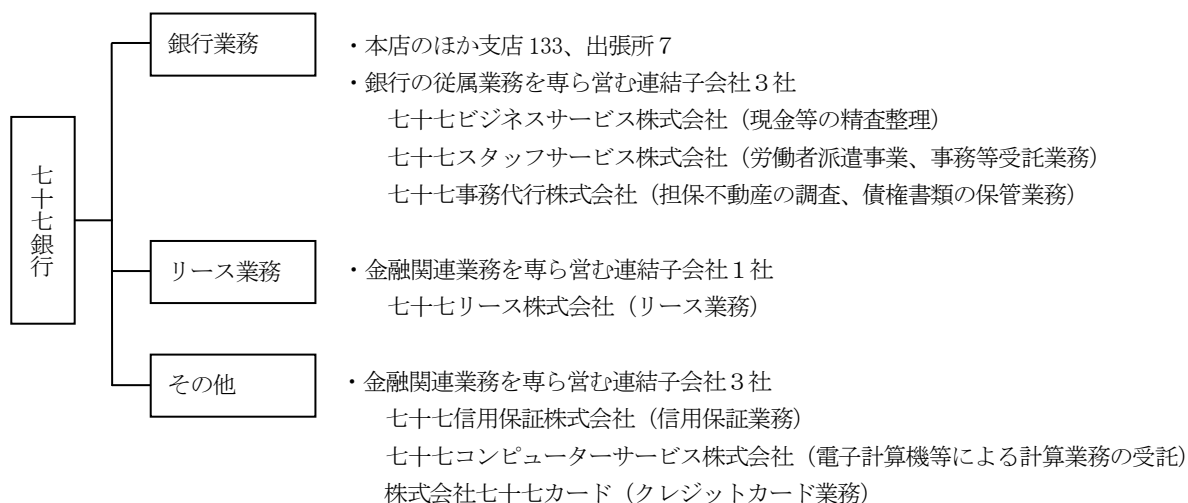 七十七銀行
銀行業務
・本店のほか支店 133、出張所７
・銀行の従属業務を専ら営む連結子会社３社
七十七ビジネスサービス株式会社（現金等の精査整理）
七十七スタッフサービス株式会社（労働者派遣事業、事務等受託業務）
七十七事務代行株式会社（担保不動産の調査、債権書類の保管業務）
リース業務
・金融関連業務を専ら営む連結子会社１社
七十七リース株式会社（リース業務）
その他
・金融関連業務を専ら営む連結子会社３社
七十七信用保証株式会社（信用保証業務）
七十七コンピューターサービス株式会社（電子計算機等による計算業務の受託）
株式会社七十七カード（クレジットカード業務）